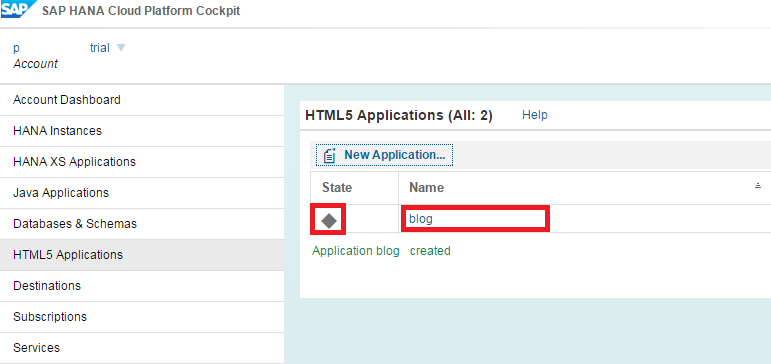 SAP SAP HANA Cloud Platform Cockpit
p trial
Account
Account Dashboard
HANA Instances
HANA XS Applications
Java Applications
Databases & Schemas
HTML5 Applications
Destinations
Subscriptions
Services
HTML5 Applications (All: 2) Help
New Application...
State Name
blog
Application blog created